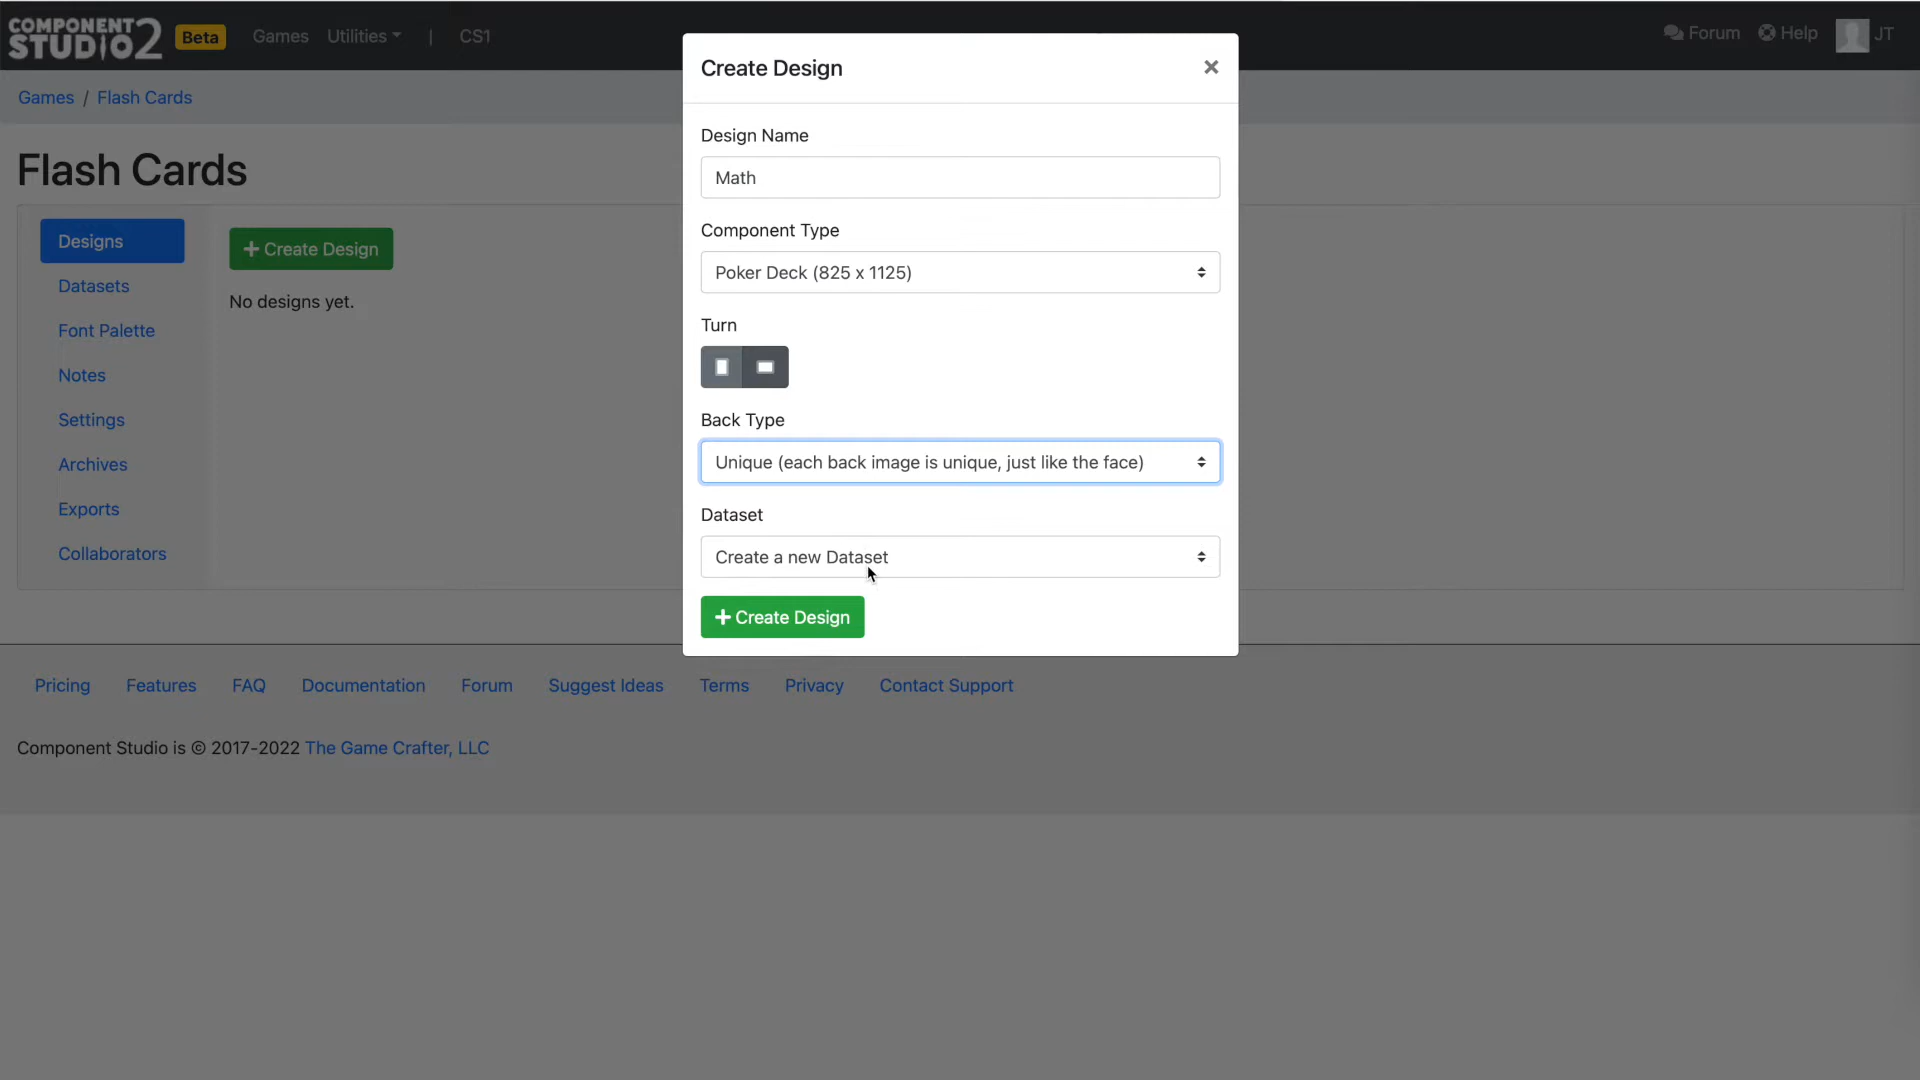 COMPONENT
STUDIO2 Beta Games Utilities | CS1 Forum Help JT
Games / Flash Cards
Flash Cards
Designs
Datasets
Font Palette
Notes
Settings
Archives
Exports
Collaborators
+ Create Design
No designs yet.
Create Design ×
Design Name
Math
Component Type
Poker Deck (825 x 1125)
Turn
Back Type
Unique (each back image is unique, just like the face)
Dataset
Create a new Dataset
+ Create Design
Pricing Features FAQ Documentation Forum Suggest Ideas Terms Privacy Contact Support
Component Studio is © 2017-2022 The Game Crafter, LLC